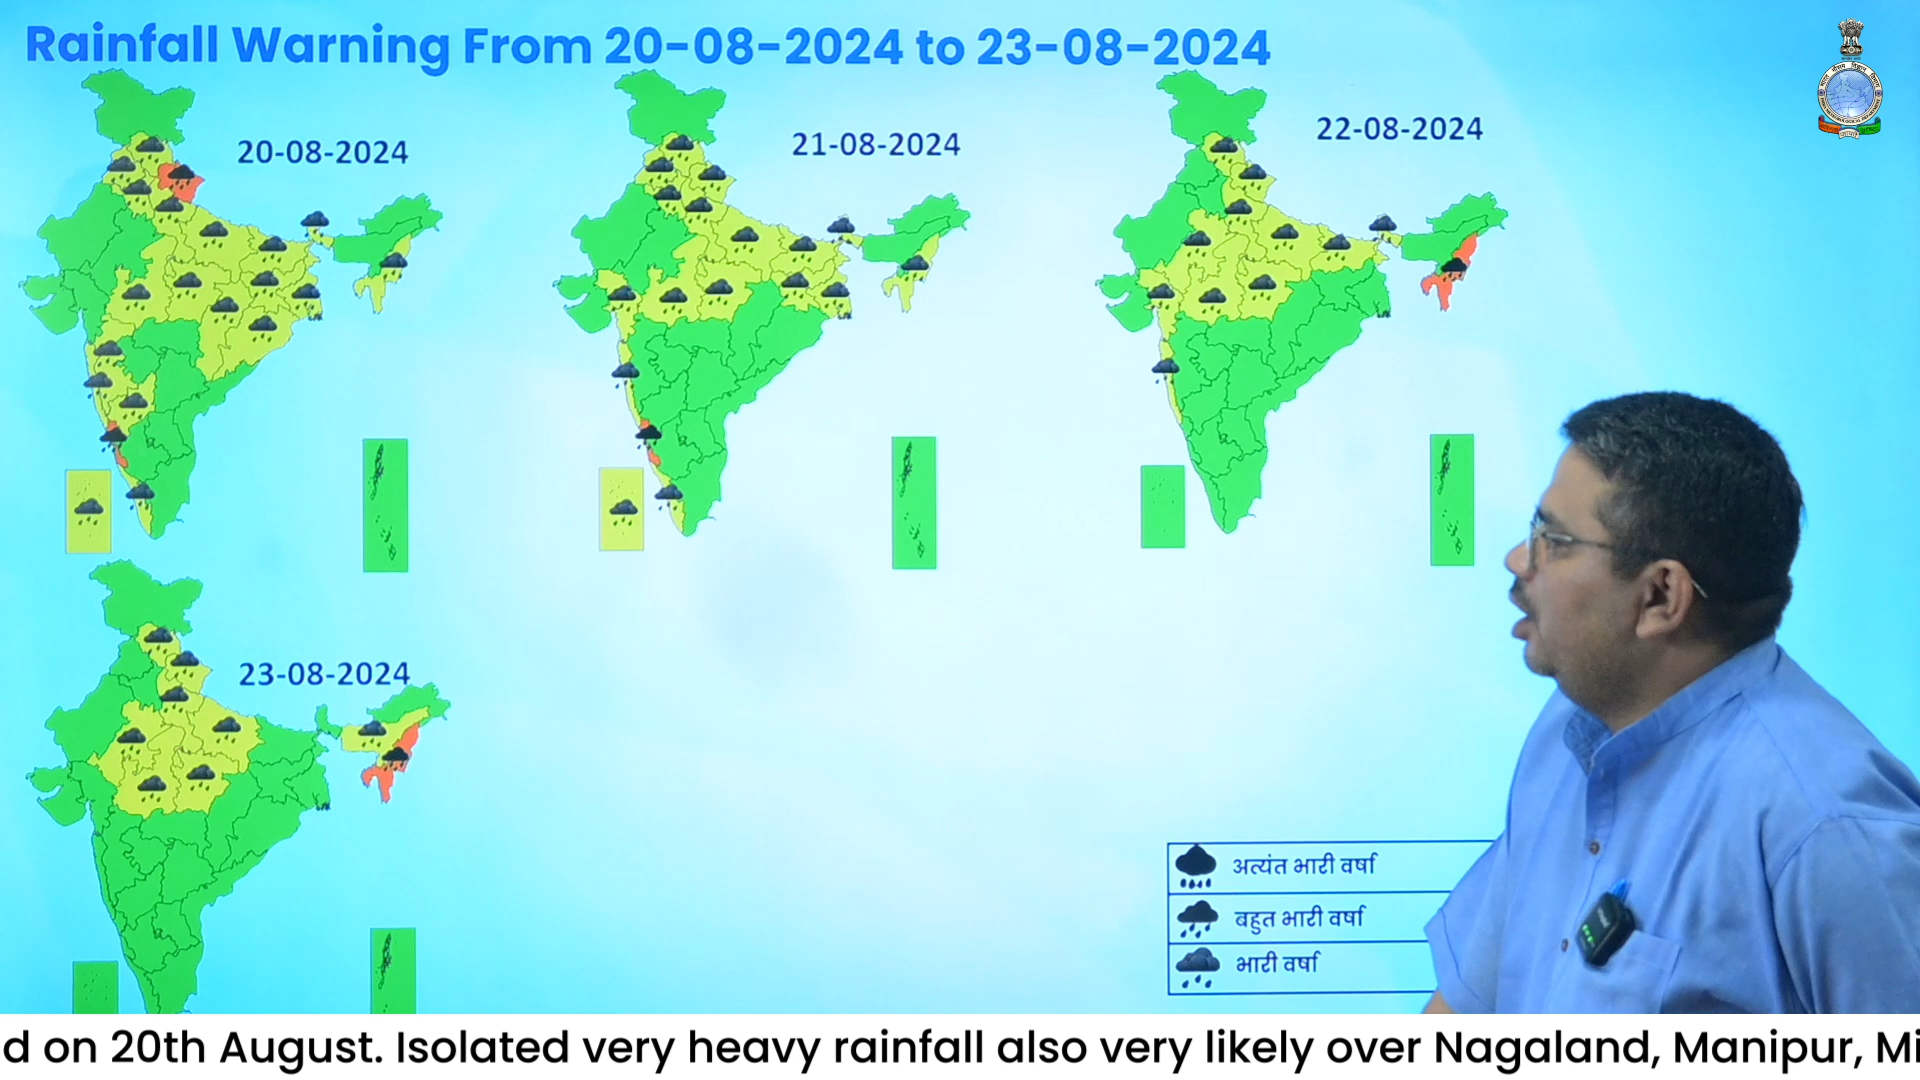 Rainfall Warning From 20-08-2024 to 23-08-2024
20-08-2024
21-08-2024
22-08-2024
23-08-2024
अत्यंत भारी वर्षा
बहुत भारी वर्षा
भारी वर्षा
d on 20th August. Isolated very heavy rainfall also very likely over Nagaland, Manipur, Mi